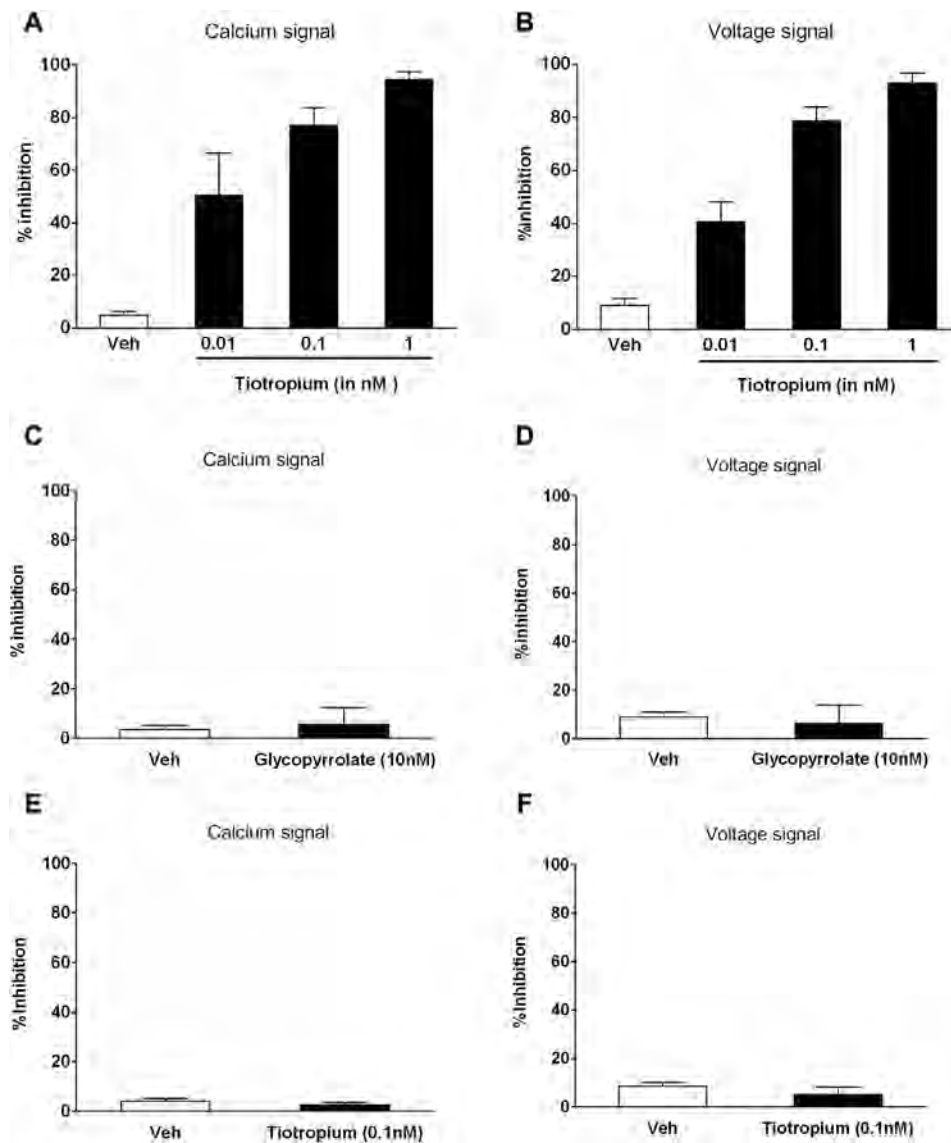 A
Calcium signal
% inhibition
100
80
60
40
20
0
Veh
0.01
0.1
1
Tiotropium (in nM )
B
Voltage signal
%inhibition
100
80
60
40
20
0
Veh
0.01
0.1
1
Tiotropium (in nM)
C
Calcium signal
% inhibition
100
80
60
40
20
0
Veh
Glycopyrrolate (10nM)
D
Voltage signal
% inhibition
100
80
60
40
20
0
Veh
Glycopyrrolate (10nM)
E
Calcium signal
% Inhibition
100
80
60
40
20
0
Veh
Tiotropium (0.1nM)
F
Voltage signal
% Inhibition
100
80
60
40
20
0
Veh
Tiotropium (0.1nM)